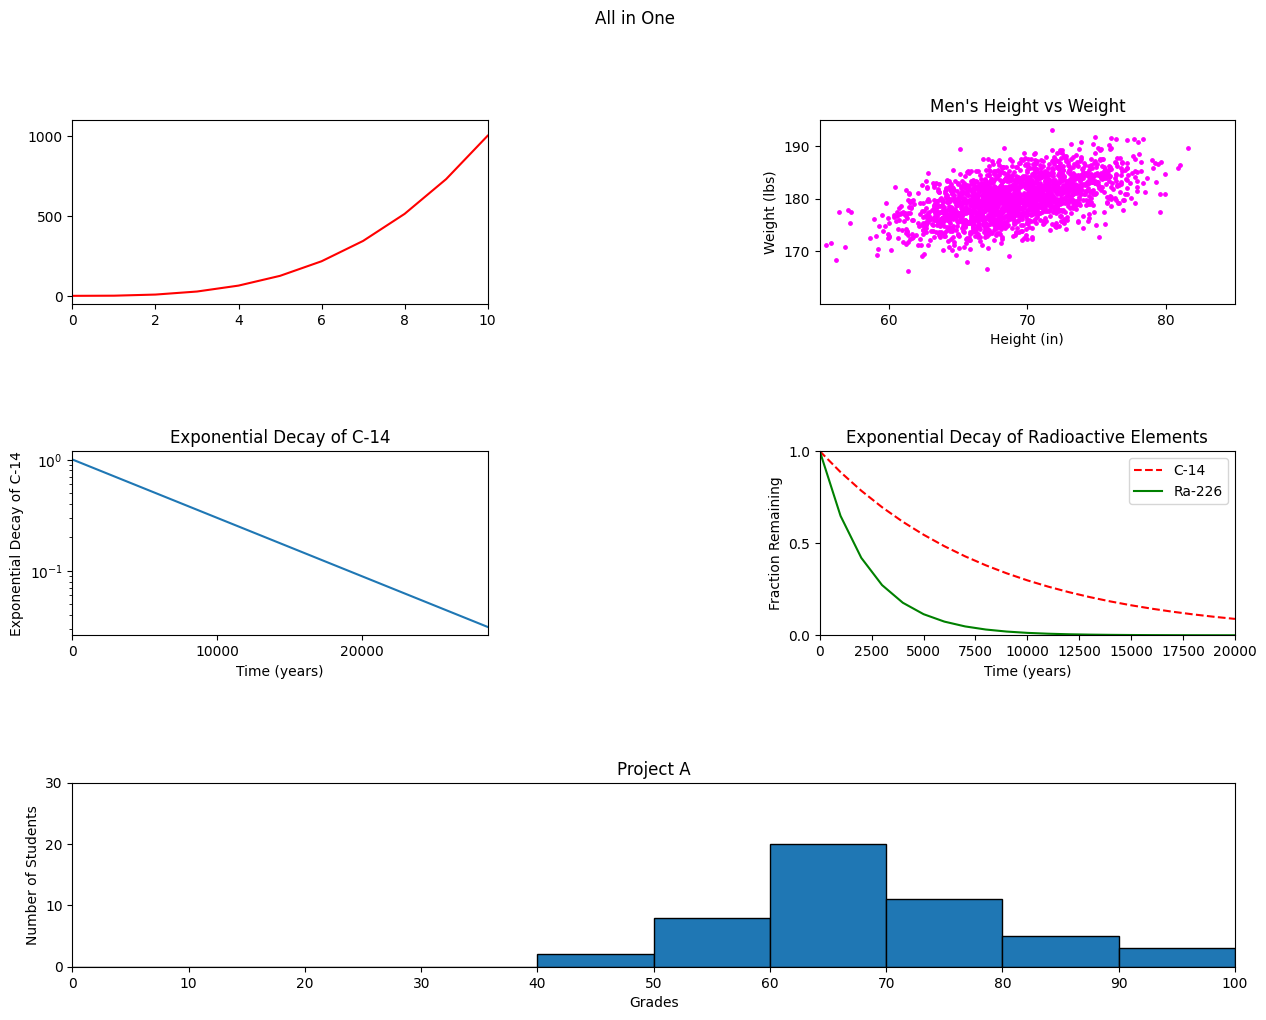 All in One
1000
500
0
0 2 4 6 8 10
Men's Height vs Weight
Weight (lbs)
190
180
170
60 70 80
Height (in)
Exponential Decay of C-14
Exponential Decay of C-14
10⁰
10⁻¹
0 10000 20000
Time (years)
Exponential Decay of Radioactive Elements
Fraction Remaining
1.0
0.5
0.0
C-14
Ra-226
0 2500 5000 7500 10000 12500 15000 17500 20000
Time (years)
Project A
Number of Students
30
20
10
0
0 10 20 30 40 50 60 70 80 90 100
Grades